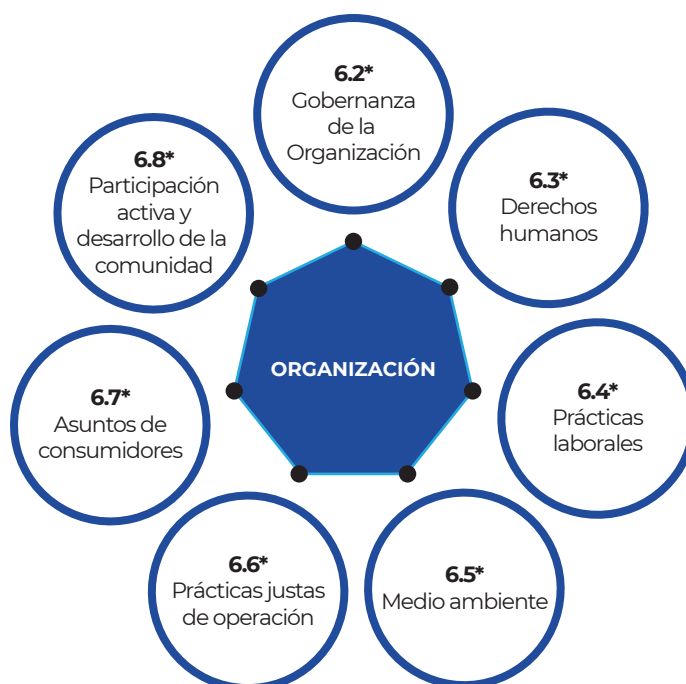 6.2*
Gobernanza
de la
Organización
6.3*
Derechos
humanos
6.4*
Prácticas
laborales
6.5*
Medio ambiente
6.6*
Prácticas justas
de operación
6.7*
Asuntos de
consumidores
6.8*
Participación
activa y
desarrollo de la
comunidad
ORGANIZACIÓN